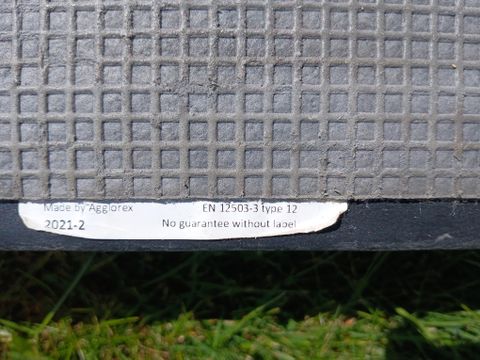 Made by Agglorex EN 12503-3 type 12
2021-2 No guarantee without label